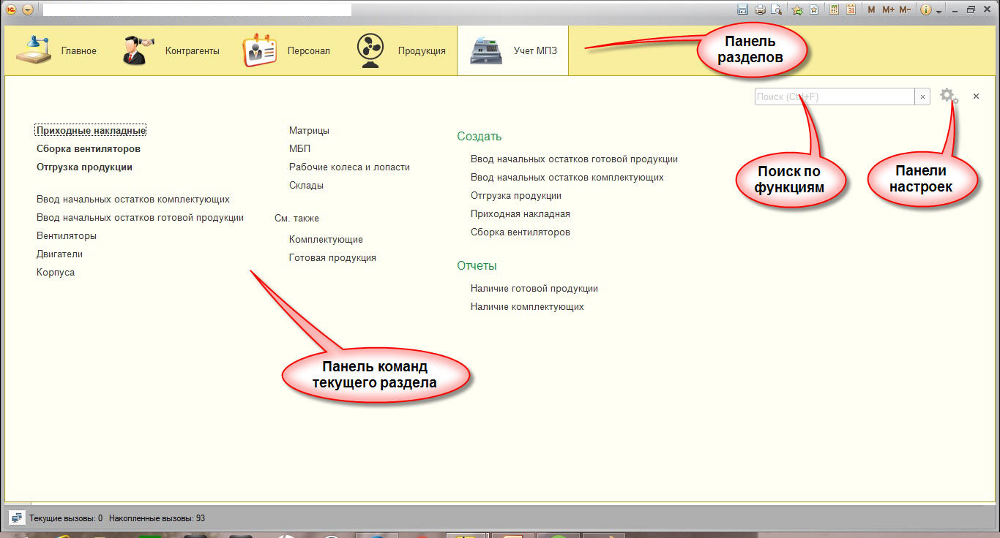 M M+ M-
Главное
Контрагенты
Персонал
Продукция
Учет МПЗ
Панель
разделов
Поиск (Ctrl+F)
Приходные накладные
Сборка вентиляторов
Отгрузка продукции
Ввод начальных остатков комплектующих
Ввод начальных остатков готовой продукции
Вентиляторы
Двигатели
Корпуса
Матрицы
МБП
Рабочие колеса и лопасти
Склады
См. также
Комплектующие
Готовая продукция
Создать
Ввод начальных остатков готовой продукции
Ввод начальных остатков комплектующих
Отгрузка продукции
Приходная накладная
Сборка вентиляторов
Отчеты
Наличие готовой продукции
Наличие комплектующих
Поиск по
функциям
Панели
настроек
Панель команд
текущего раздела
Текущие вызовы: 0 Накопленные вызовы: 93